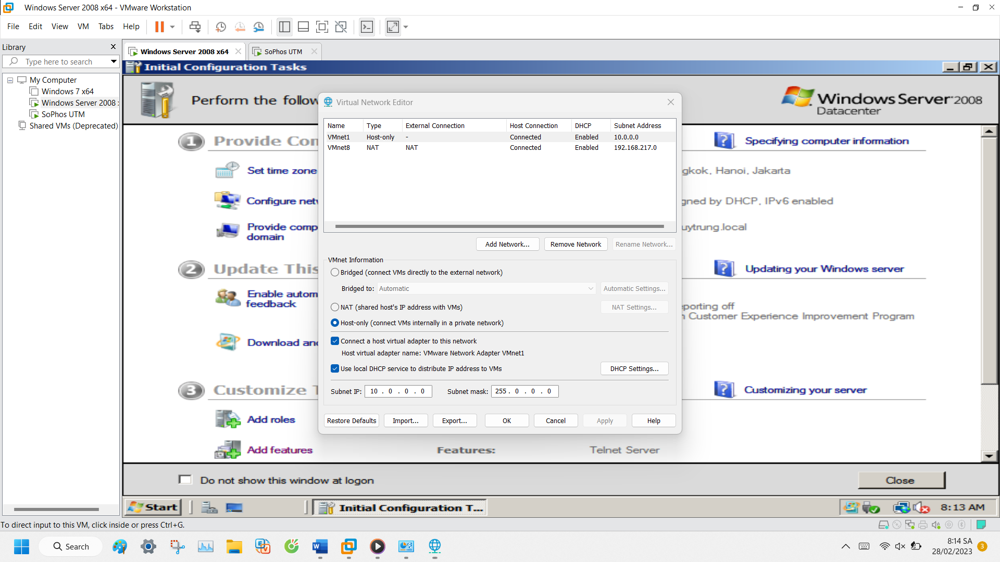 Windows Server 2008 x64 - VMware Workstation
File Edit View VM Tabs Help
Library
Type here to search
My Computer
Windows 7 x64
Windows Server 2008
SoPhos UTM
Shared VMs (Deprecated)
Windows Server 2008 x64
SoPhos UTM
Initial Configuration Tasks
Perform the follow
Windows Server 2008
Datacenter
1 Provide Con
Specifying computer information
Set time zone
gkok, Hanoi, Jakarta
Configure netw
gned by DHCP, IPv6 enabled
Provide comp
domain
uytrung.local
2 Update This
Updating your Windows server
Enable autom
feedback
eporting off
n Customer Experience Improvement Program
Download and
3 Customize T
Customizing your server
Add roles
Add features
Features:
Telnet Server
Do not show this window at logon
Close
Virtual Network Editor
Name Type External Connection Host Connection DHCP Subnet Address
VMnet1 Host-only - Connected Enabled 10.0.0.0
VMnet8 NAT NAT Connected Enabled 192.168.217.0
Add Network... Remove Network Rename Network...
VMnet Information
Bridged (connect VMs directly to the external network)
Bridged to: Automatic Automatic Settings...
NAT (shared host's IP address with VMs) NAT Settings...
Host-only (connect VMs internally in a private network)
Connect a host virtual adapter to this network
Host virtual adapter name: VMware Network Adapter VMnet1
Use local DHCP service to distribute IP address to VMs DHCP Settings...
Subnet IP: 10 . 0 . 0 . 0 Subnet mask: 255 . 0 . 0 . 0
Restore Defaults Import... Export... OK Cancel Apply Help
Start Initial Configuration T... 8:13 AM
To direct input to this VM, click inside or press Ctrl+G.
Search
8:14 SA
28/02/2023
3